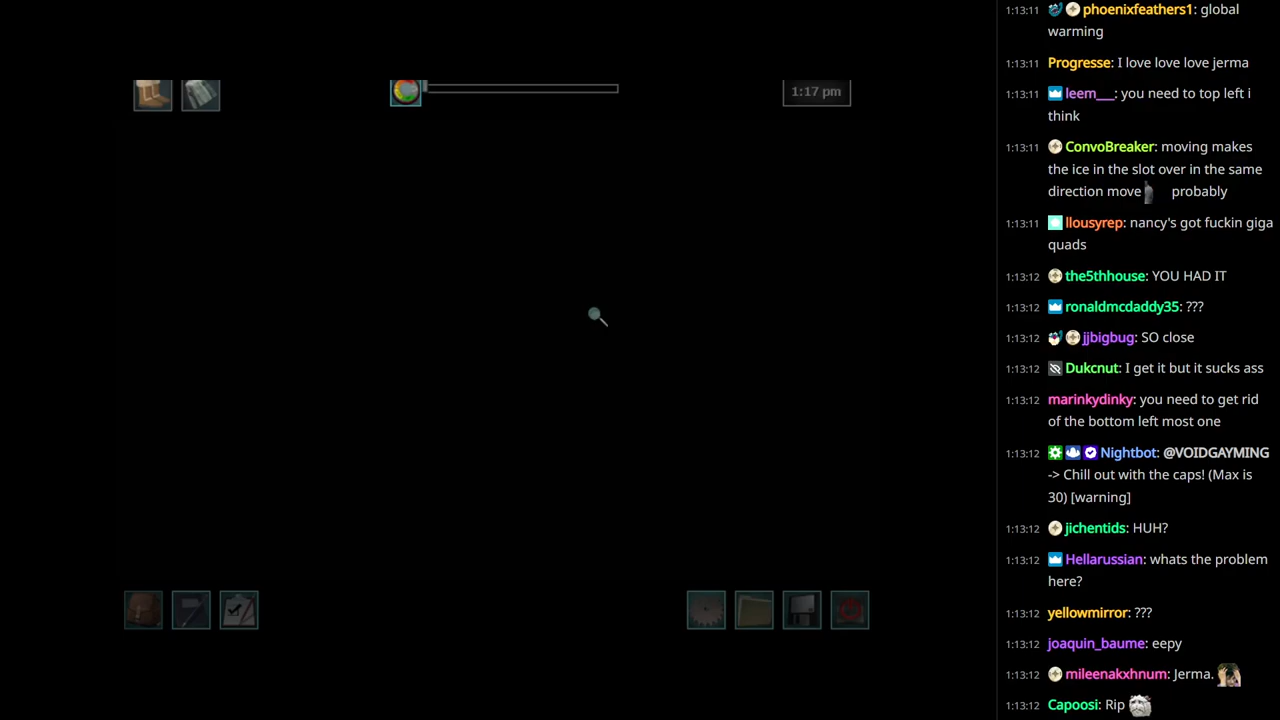 1:17 pm
1:13:11 phoenixfeathers1: global
warming
1:13:11 Progresse: I love love love jerma
1:13:11 leem___: you need to top left i
think
1:13:11 ConvoBreaker: moving makes
the ice in the slot over in the same
direction move probably
1:13:11 llousyrep: nancy's got fuckin giga
quads
1:13:12 the5thhouse: YOU HAD IT
1:13:12 ronaldmcdaddy35: ???
1:13:12 jjbigbug: SO close
1:13:12 Dukcnut: I get it but it sucks ass
1:13:12 marinkydinky: you need to get rid
of the bottom left most one
1:13:12 Nightbot: @VOIDGAYMING
-> Chill out with the caps! (Max is
30) [warning]
1:13:12 jichentids: HUH?
1:13:12 Hellarussian: whats the problem
here?
1:13:12 yellowmirror: ???
1:13:12 joaquin_baume: eepy
1:13:12 mileenakxhnum: Jerma.
1:13:12 Capoosi: Rip